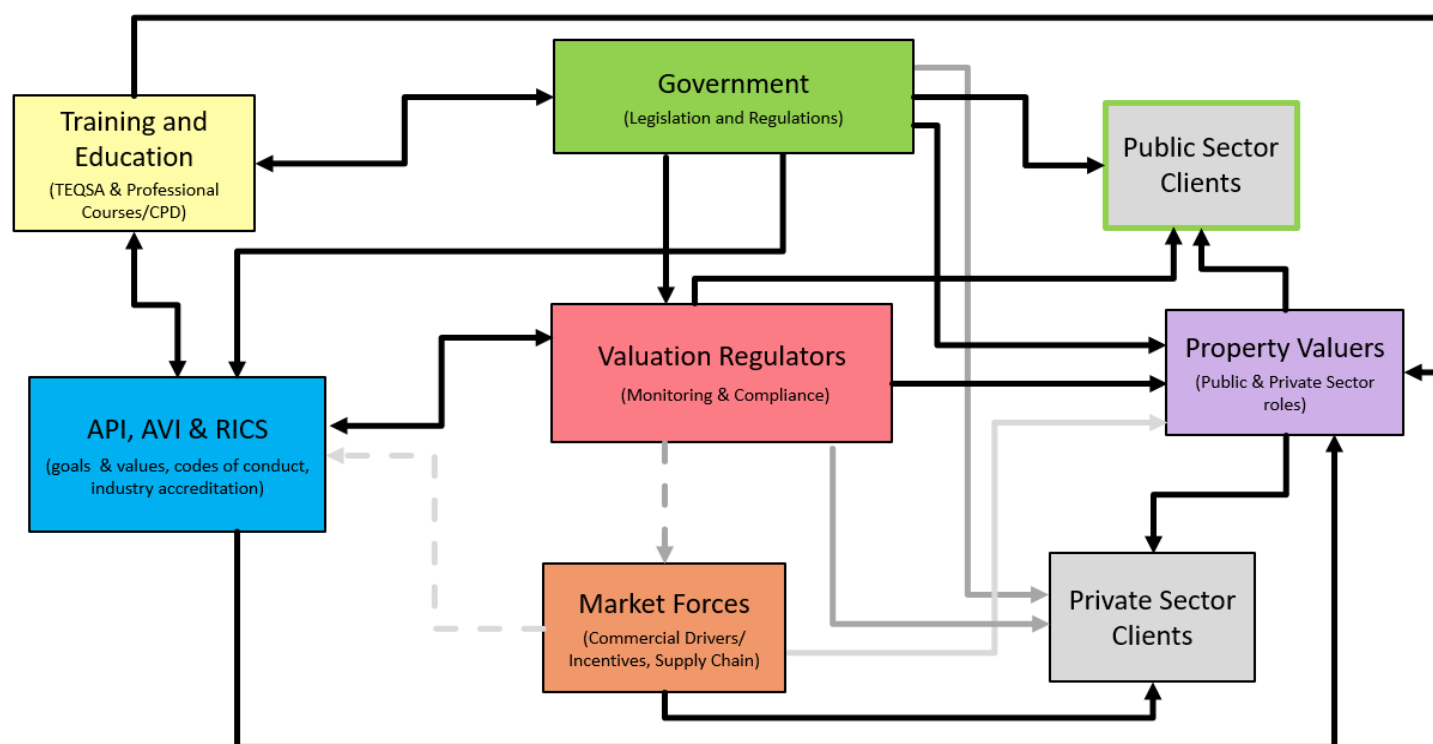 Government
(Legislation and Regulations)
Training and
Education
(TEQSA & Professional
Courses/CPD)
Public Sector
Clients
Valuation Regulators
(Monitoring & Compliance)
Property Valuers
(Public & Private Sector
roles)
API, AVI & RICS
(goals & values, codes of conduct,
industry accreditation)
Market Forces
(Commercial Drivers/
Incentives, Supply Chain)
Private Sector
Clients